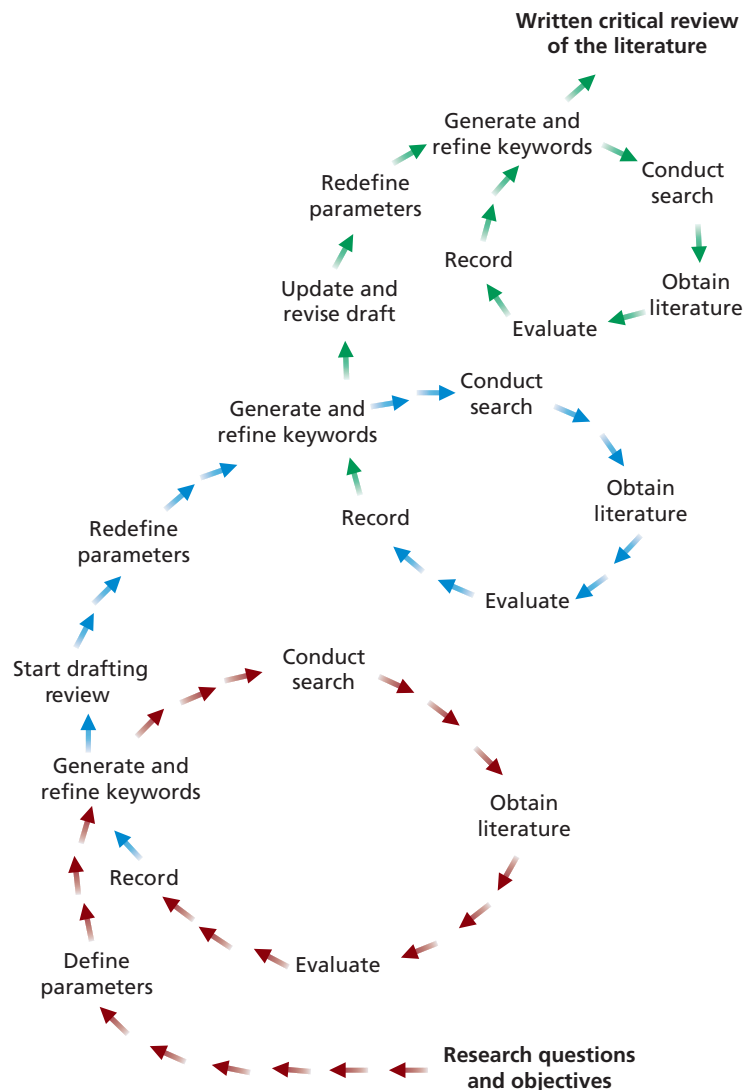 Written critical review
of the literature
Generate and
refine keywords
Conduct
search
Redefine
parameters
Record
Obtain
literature
Update and
revise draft
Evaluate
Conduct
search
Generate and
refine keywords
Obtain
literature
Record
Redefine
parameters
Evaluate
Conduct
search
Start drafting
review
Generate and
refine keywords
Obtain
literature
Record
Evaluate
Define
parameters
Research questions
and objectives